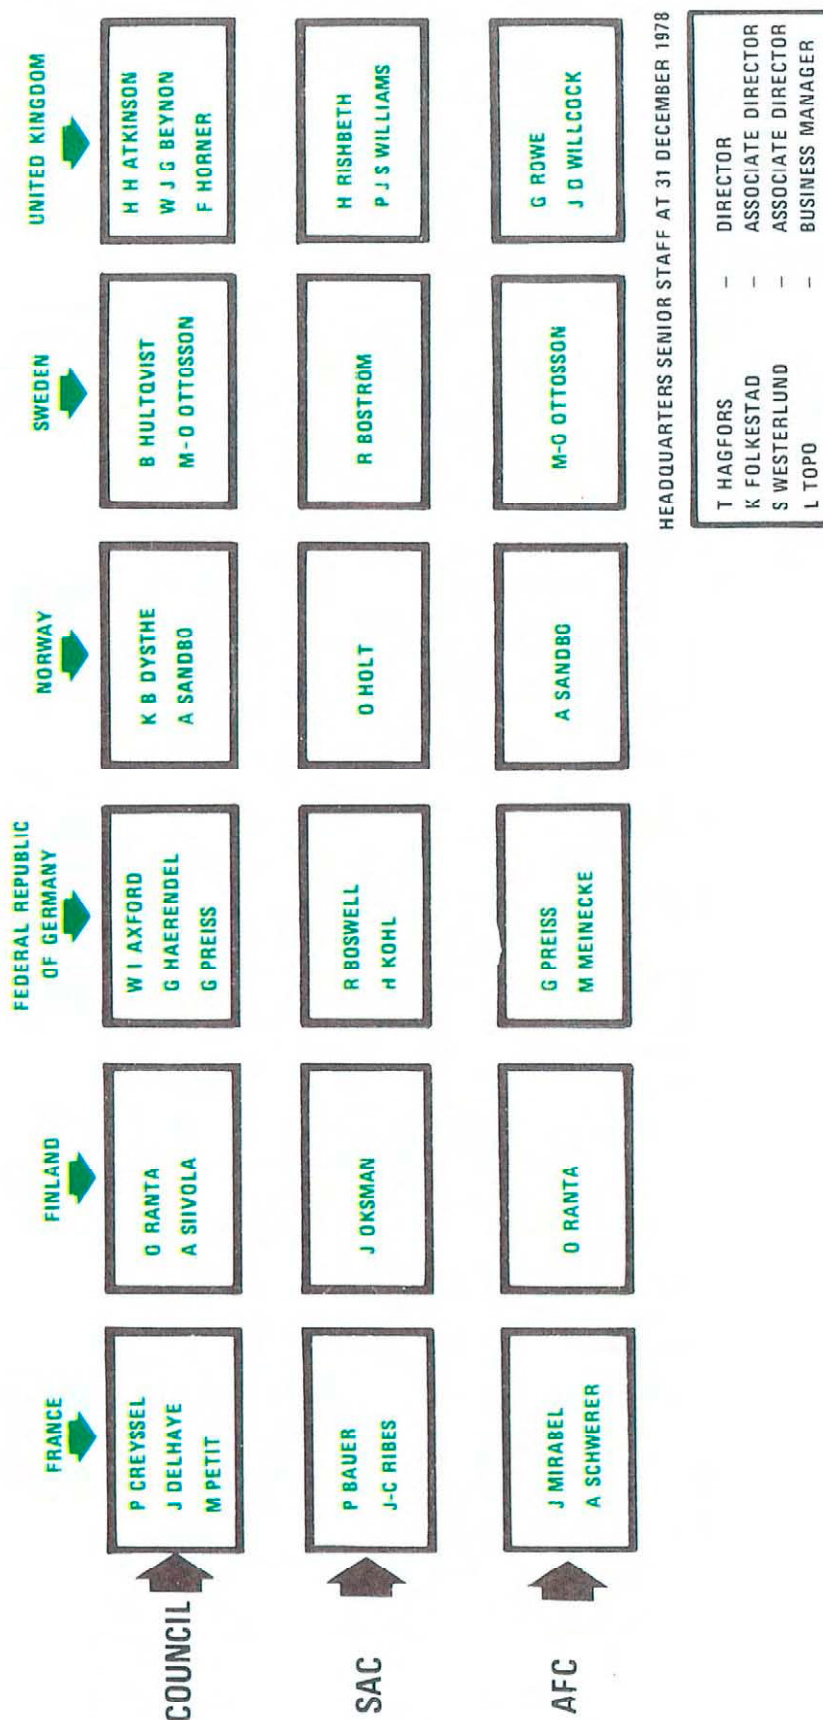 FRANCE
FINLAND
FEDERAL REPUBLIC
OF GERMANY
NORWAY
SWEDEN
UNITED KINGDOM
COUNCIL
P CREYSSEL
J DELHAYE
M PETIT
O RANTA
A SIIVOLA
W I AXFORD
G HAERENDEL
G PREISS
K B DYSTHE
A SANDBO
B HULTQVIST
M-O OTTOSSON
H H ATKINSON
W J G BEYNON
F HORNER
SAC
P BAUER
J-C RIBES
J OKSMAN
R BOSWELL
H KOHL
O HOLT
R BOSTRÖM
H RISHBETH
P J S WILLIAMS
AFC
J MIRABEL
A SCHWERER
O RANTA
G PREISS
M MEINECKE
A SANDBO
M-O OTTOSSON
G ROWE
J D WILLCOCK
HEADQUARTERS SENIOR STAFF AT 31 DECEMBER 1978
T HAGFORS – DIRECTOR
K FOLKESTAD – ASSOCIATE DIRECTOR
S WESTERLUND – ASSOCIATE DIRECTOR
L TOPO – BUSINESS MANAGER